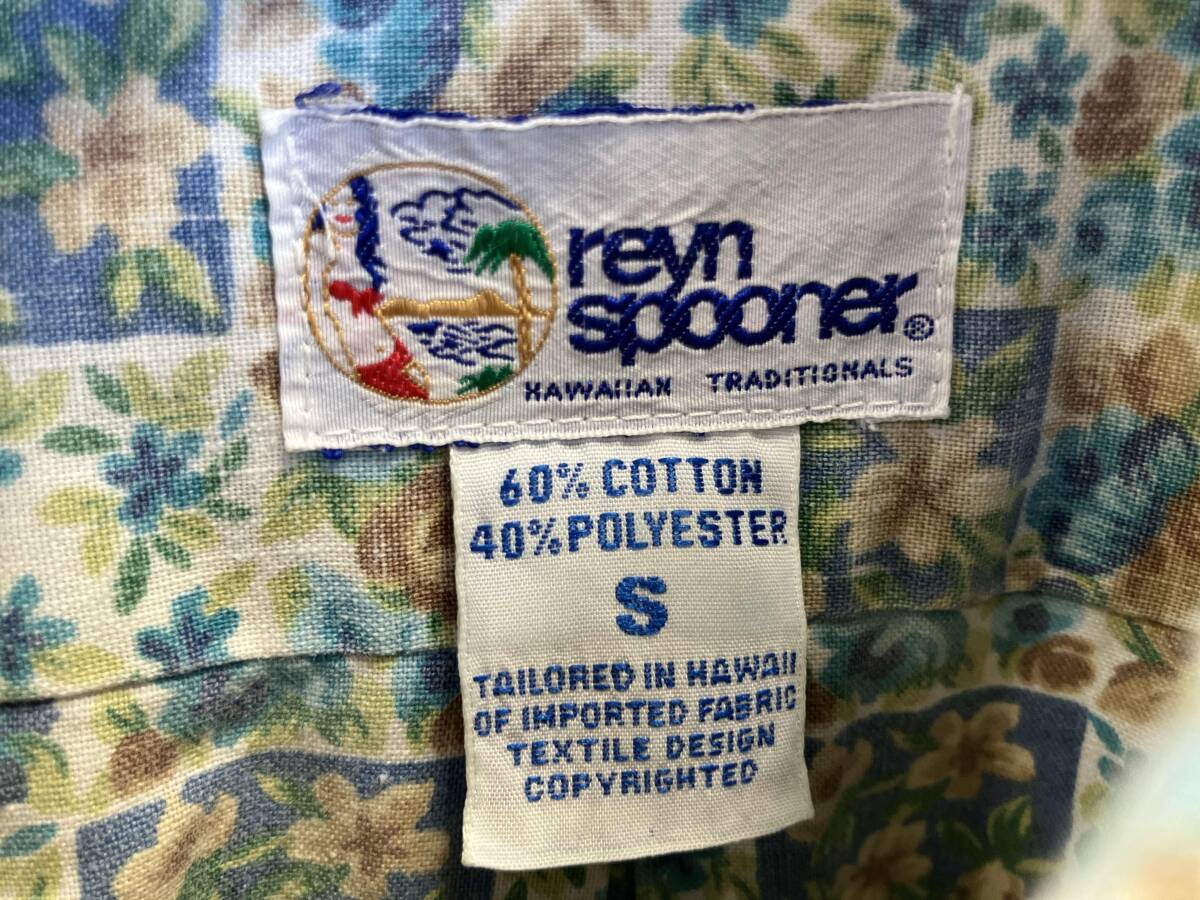 reyn
spooner®
HAWAIIAN TRADITIONALS
60% COTTON
40% POLYESTER
S
TAILORED IN HAWAII
OF IMPORTED FABRIC
TEXTILE DESIGN
COPYRIGHTED